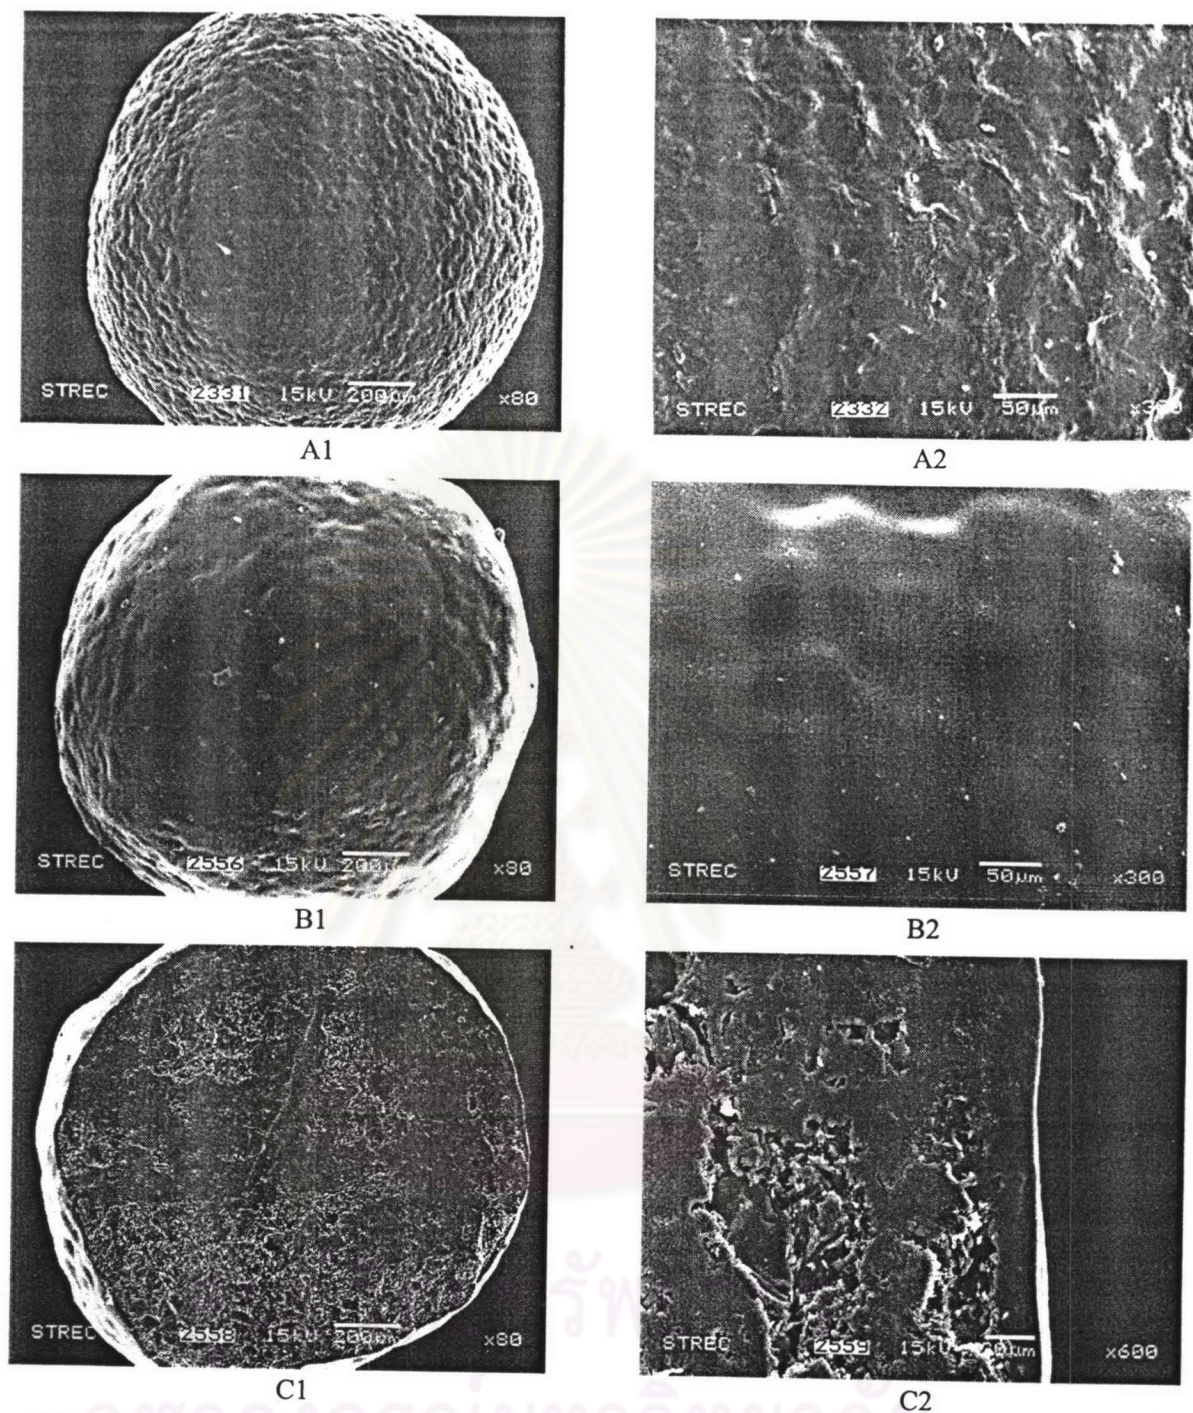 STREC 2331 15kV 200μm x80
A1
STREC 2332 15kV 50μm
A2
STREC 2556 15kV 200μm x80
B1
STREC 2557 15kV 50μm x300
B2
STREC 2558 15kV 200μm x80
C1
STREC 2559 15kV x600
C2